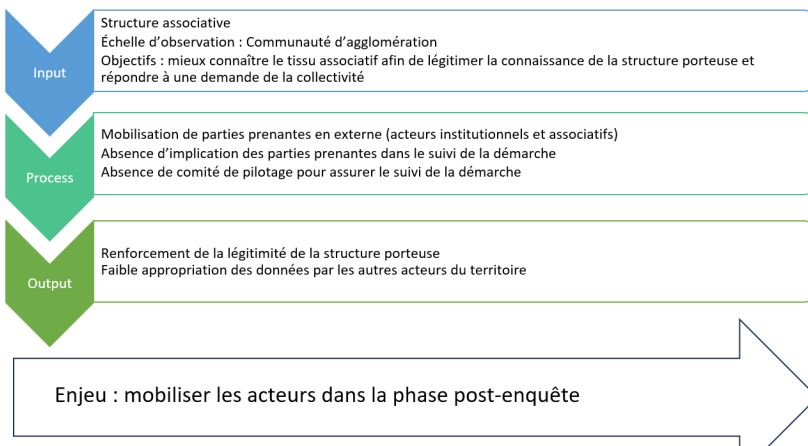 Input
Structure associative
Échelle d'observation : Communauté d'agglomération
Objectifs : mieux connaître le tissu associatif afin de légitimer la connaissance de la structure porteuse et
répondre à une demande de la collectivité
Process
Mobilisation de parties prenantes en externe (acteurs institutionnels et associatifs)
Absence d'implication des parties prenantes dans le suivi de la démarche
Absence de comité de pilotage pour assurer le suivi de la démarche
Output
Renforcement de la légitimité de la structure porteuse
Faible appropriation des données par les autres acteurs du territoire
Enjeu : mobiliser les acteurs dans la phase post-enquête